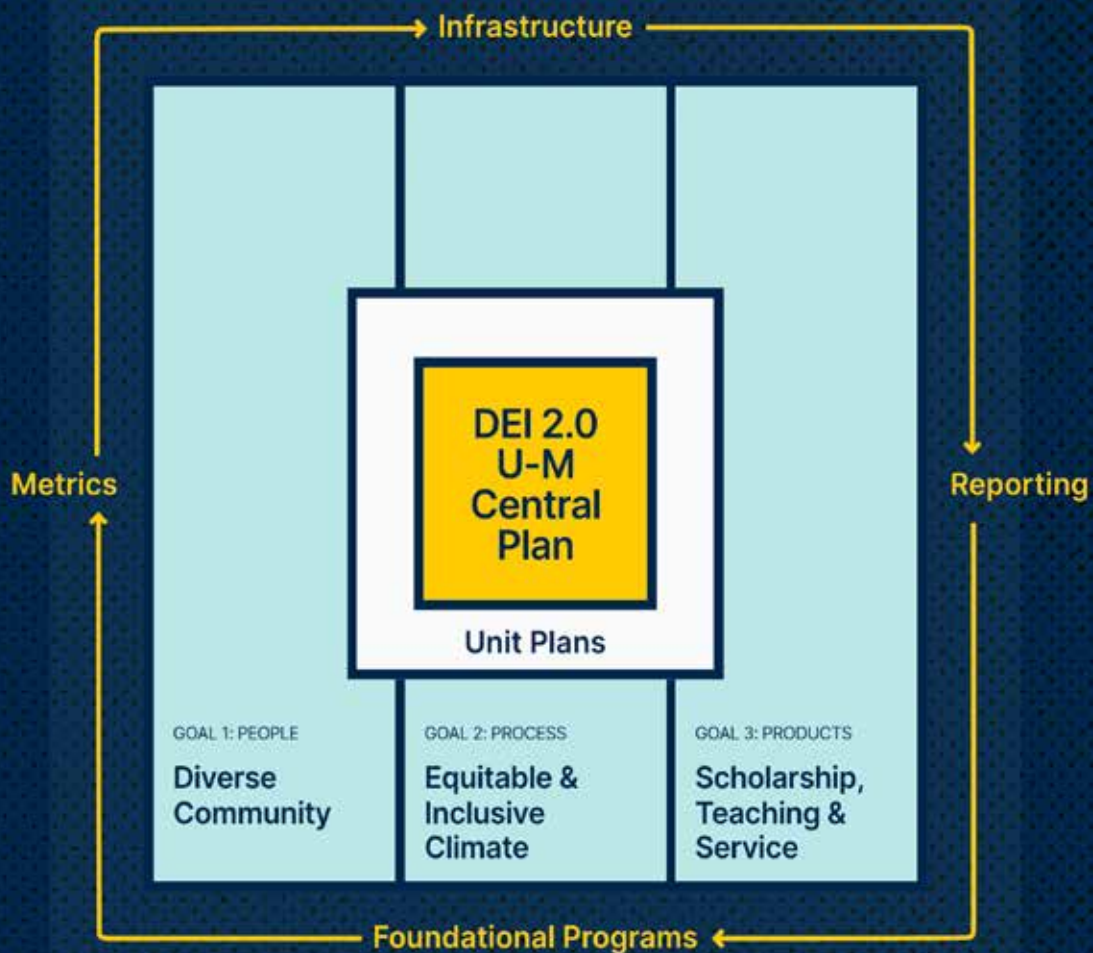 Infrastructure
DEI 2.0
U-M
Central
Plan
Metrics
Reporting
Unit Plans
GOAL 1: PEOPLE
Diverse
Community
GOAL 2: PROCESS
Equitable &
Inclusive
Climate
GOAL 3: PRODUCTS
Scholarship,
Teaching &
Service
Foundational Programs